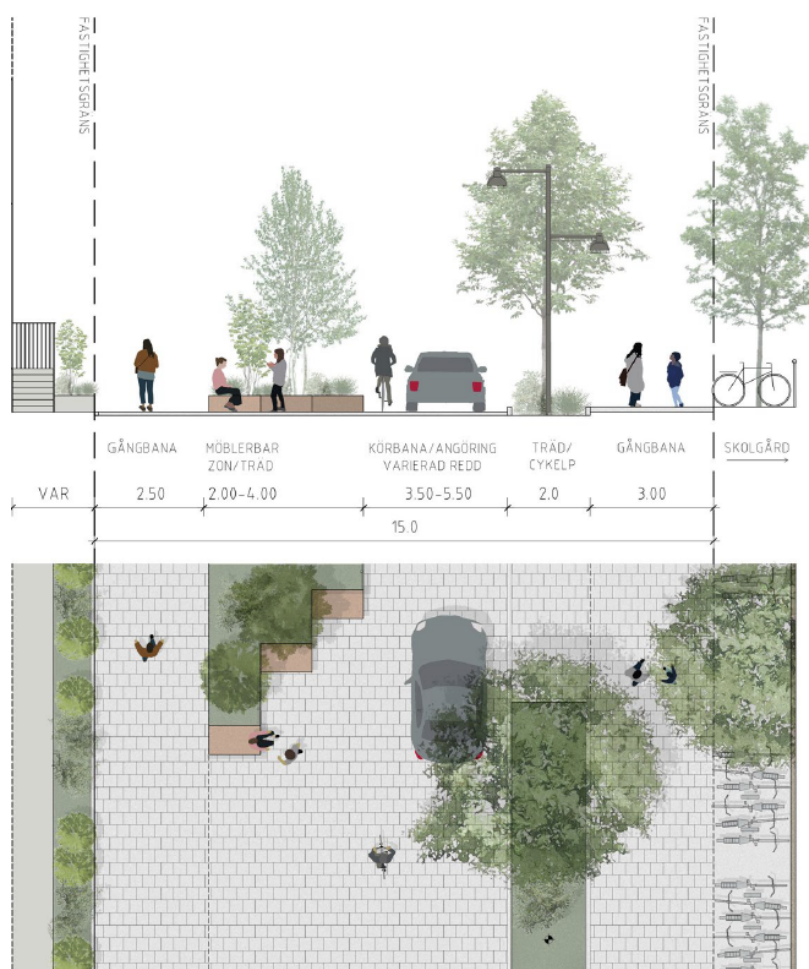 FASTIGHETSGRÄNS
FASTIGHETSGRÄNS
GÅNGBANA
MÖBLERBAR
ZON/TRÄD
KÖRBANA/ANGÖRING
VARIERAD REDD
TRÄD/
CYKELP
GÅNGBANA
SKOLGÅRD
VAR
2.50
2.00-4.00
3.50-5.50
2.0
3.00
15.0